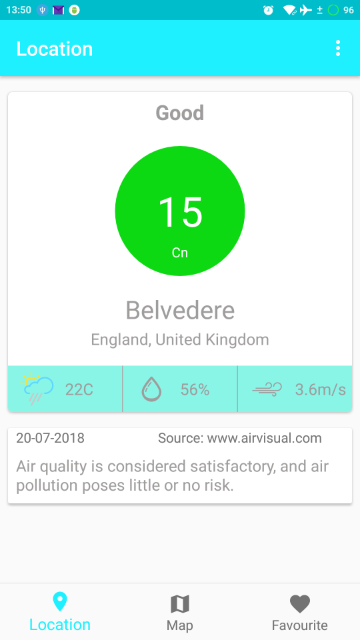 13:50 96
Location
Good
15
Cn
Belvedere
England, United Kingdom
22C 56% 3.6m/s
20-07-2018 Source: www.airvisual.com
Air quality is considered satisfactory, and air
pollution poses little or no risk.
Location Map Favourite